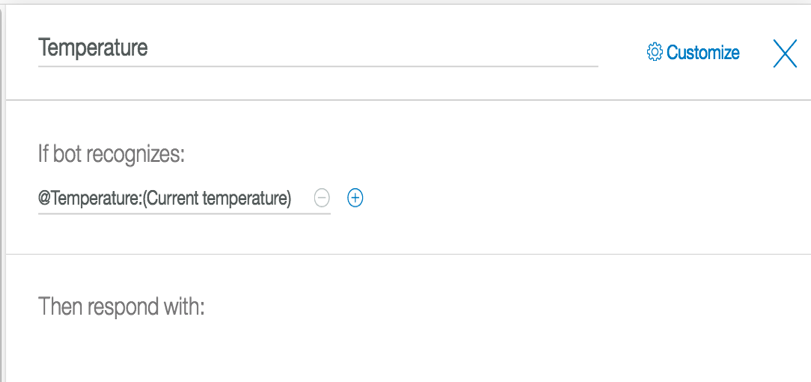 Temperature
Customize
If bot recognizes:
@Temperature:(Current temperature)
Then respond with: